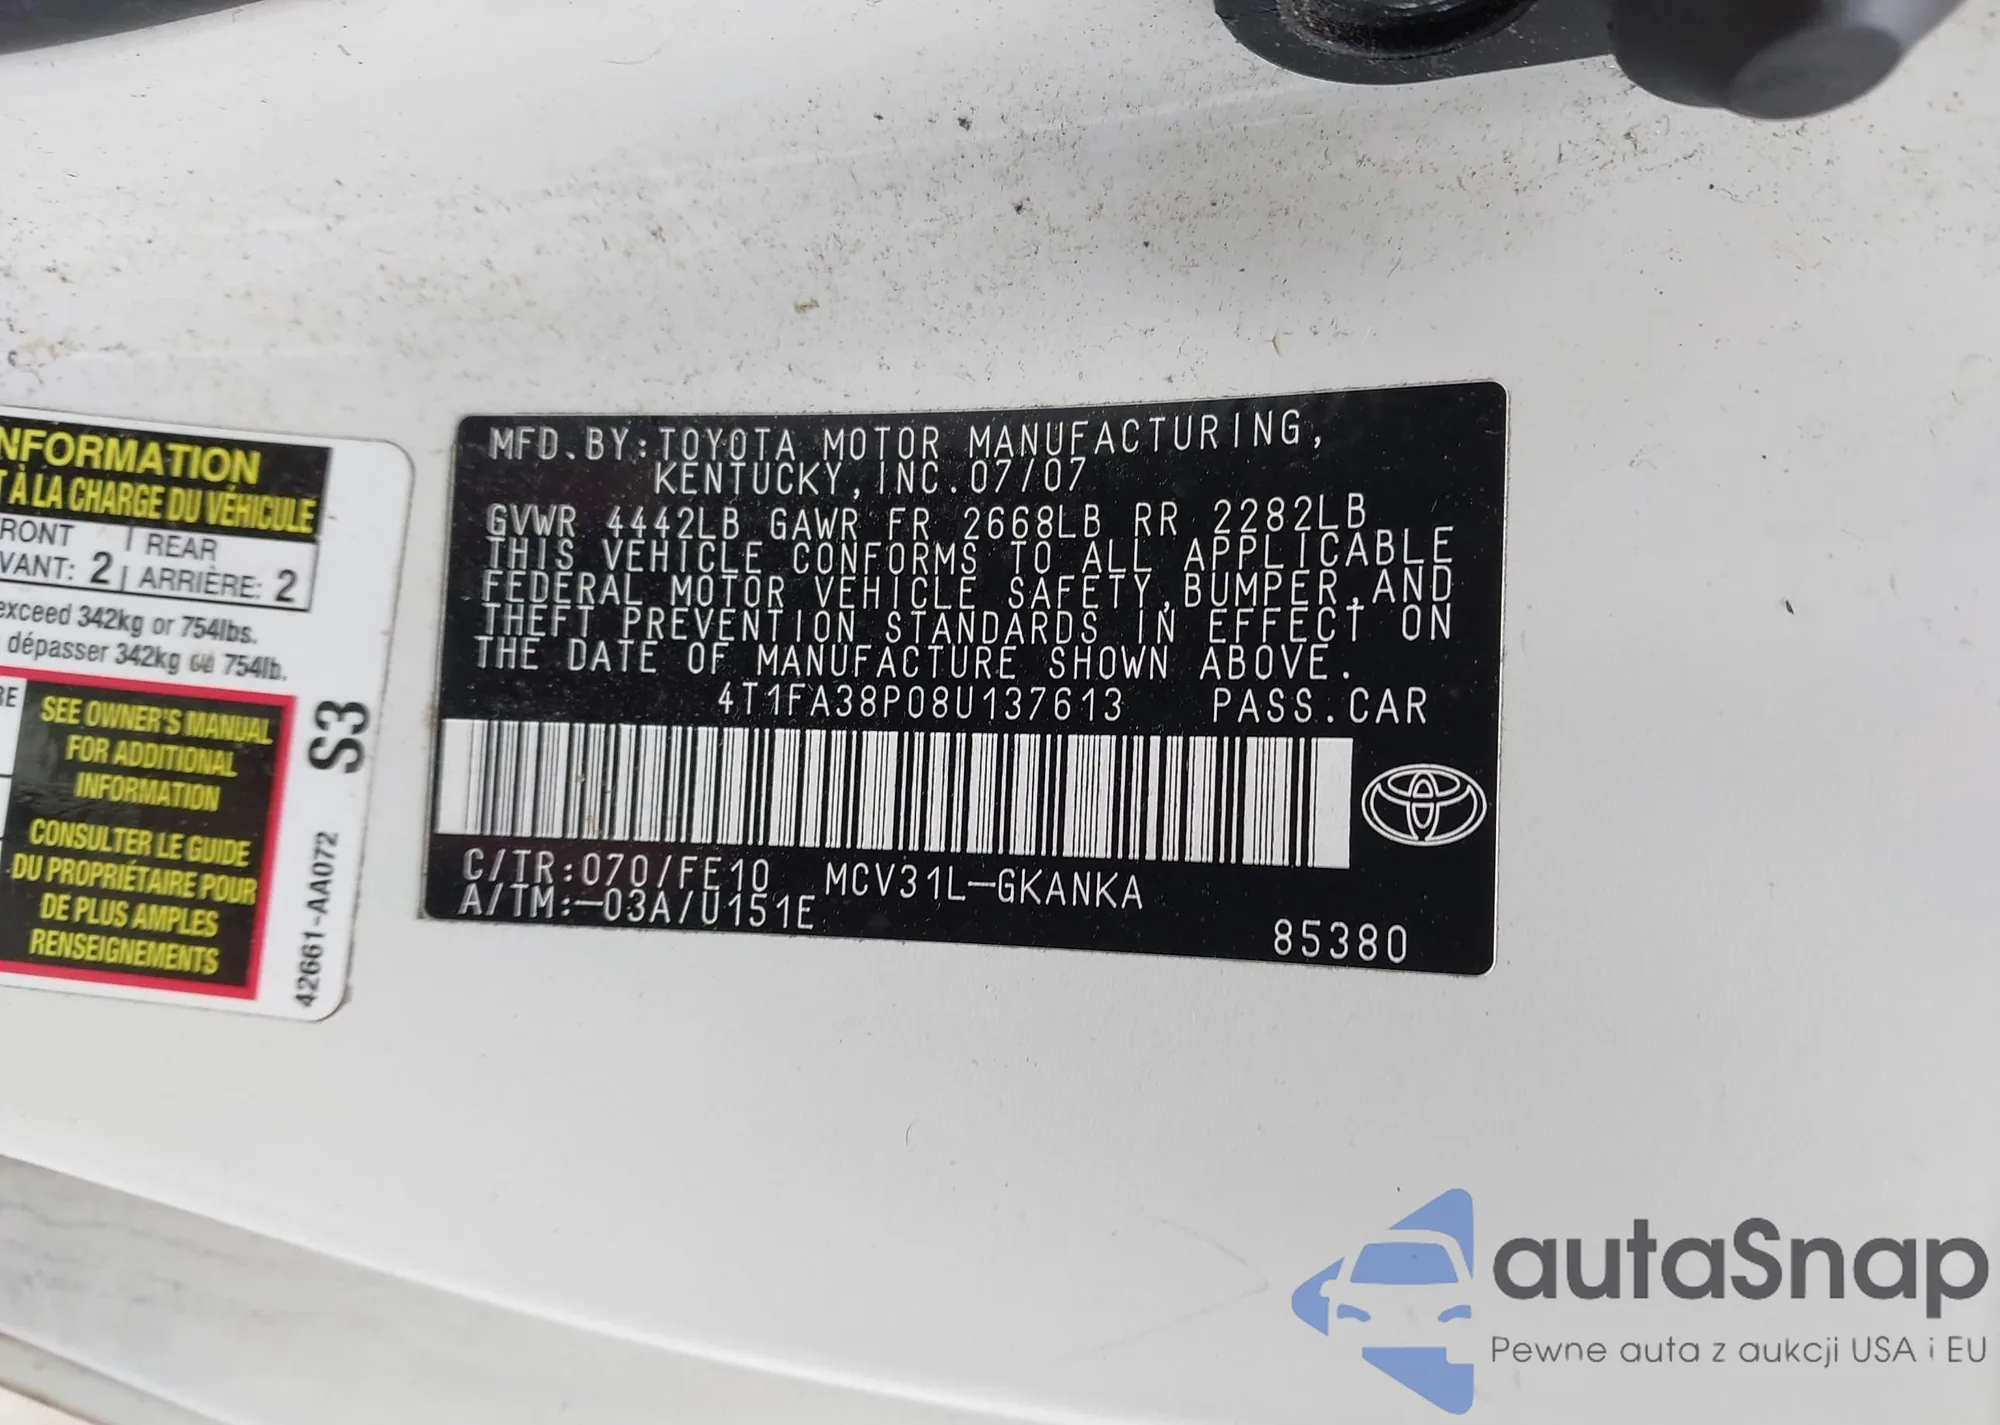 NFORMATION
T À LA CHARGE DU VÉHICULE
RONT | REAR
VANT: 2 | ARRIÈRE: 2
exceed 342kg or 754lbs.
dépasser 342kg 754lb.
RE
SEE OWNER'S MANUAL
FOR ADDITIONAL
INFORMATION
CONSULTER LE GUIDE
DU PROPRIÉTAIRE POUR
DE PLUS AMPLES
RENSEIGNEMENTS
S3
42661-AA072
MFD.BY:TOYOTA MOTOR MANUFACTURING,
KENTUCKY,INC.07/07
GVWR 4442LB GAWR FR 2668LB RR 2282LB
THIS VEHICLE CONFORMS TO ALL APPLICABLE
FEDERAL MOTOR VEHICLE SAFETY,BUMPER,AND
THEFT PREVENTION STANDARDS IN EFFECT ON
THE DATE OF MANUFACTURE SHOWN ABOVE.
4T1FA38P08U137613 PASS.CAR
C/TR:070/FE10 MCV31L-GKANKA
A/TM:-03A/U151E
85380
autaSnap
Pewne auta z aukcji USA i EU